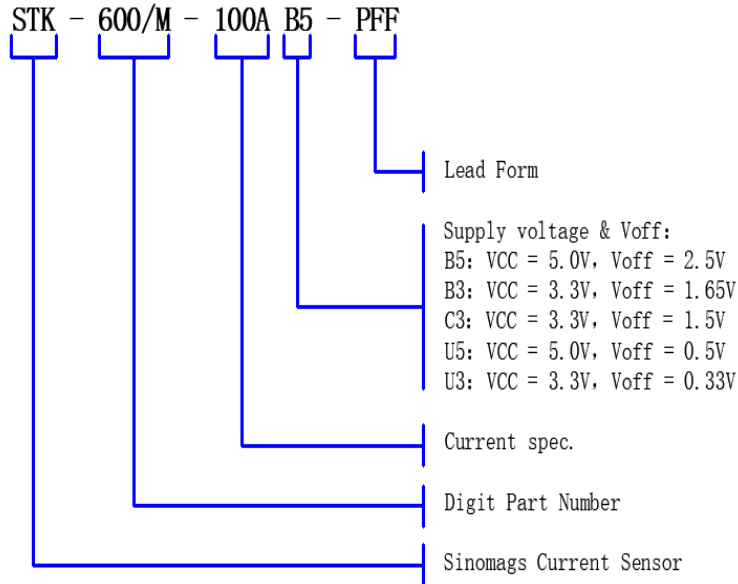 STK - 600/M - 100A B5 - PFF
Lead Form
Supply voltage & Voff:
B5: VCC = 5.0V, Voff = 2.5V
B3: VCC = 3.3V, Voff = 1.65V
C3: VCC = 3.3V, Voff = 1.5V
U5: VCC = 5.0V, Voff = 0.5V
U3: VCC = 3.3V, Voff = 0.33V
Current spec.
Digit Part Number
Sinomags Current Sensor